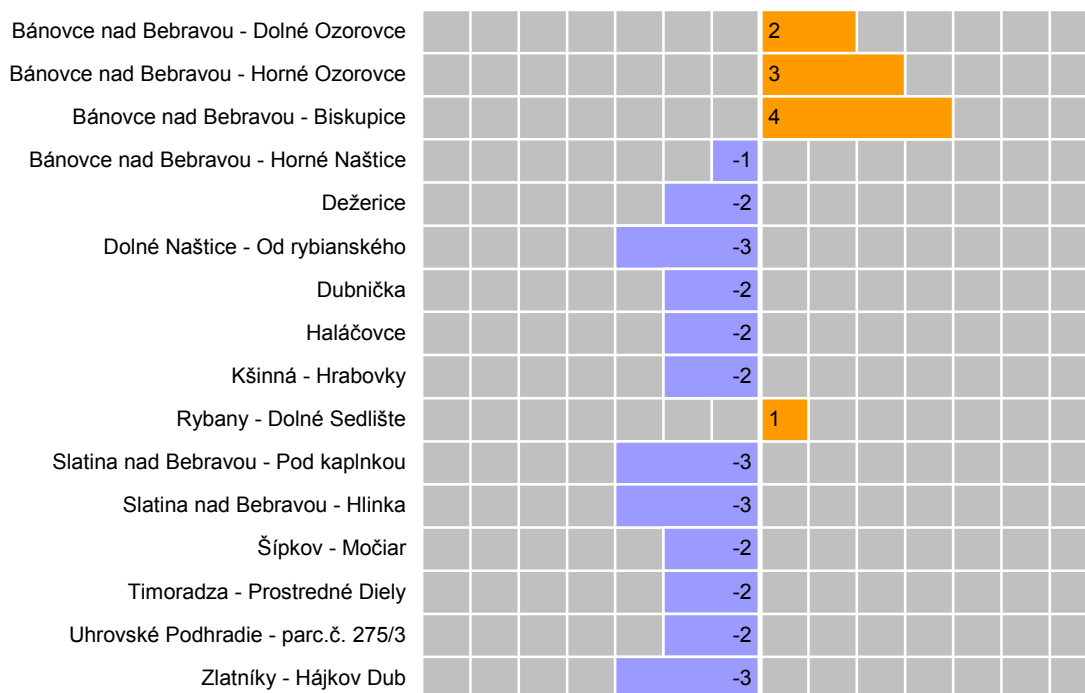 Bánovce nad Bebravou - Dolné Ozorovce 2
Bánovce nad Bebravou - Horné Ozorovce 3
Bánovce nad Bebravou - Biskupice 4
Bánovce nad Bebravou - Horné Naštice -1
Dežerice -2
Dolné Naštice - Od rybianského -3
Dubnička -2
Haláčovce -2
Kšinná - Hrabovky -2
Rybany - Dolné Sedlište 1
Slatina nad Bebravou - Pod kaplnkou -3
Slatina nad Bebravou - Hlinka -3
Šípkov - Močiar -2
Timoradza - Prostredné Diely -2
Uhrovské Podhradie - parc.č. 275/3 -2
Zlatníky - Hájkov Dub -3